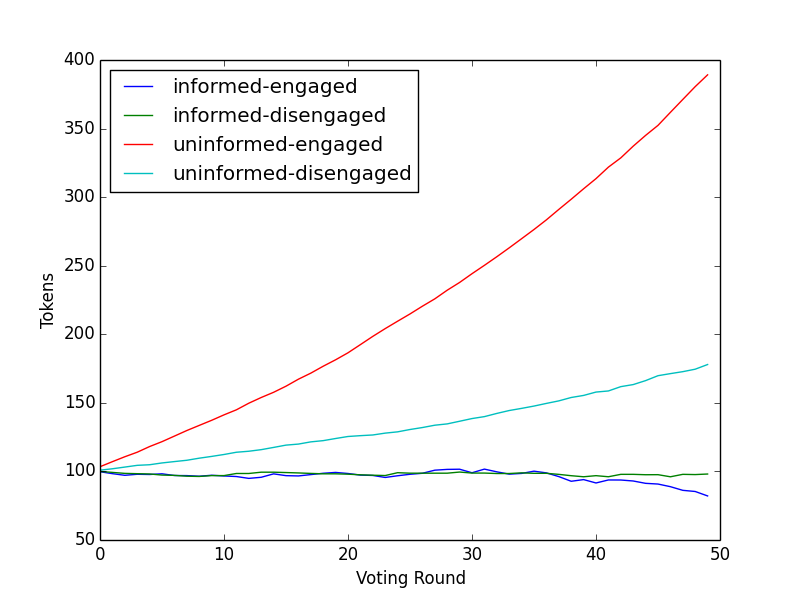 400
350
300
250
200
150
100
50
Tokens
informed-engaged
informed-disengaged
uninformed-engaged
uninformed-disengaged
0 10 20 30 40 50
Voting Round